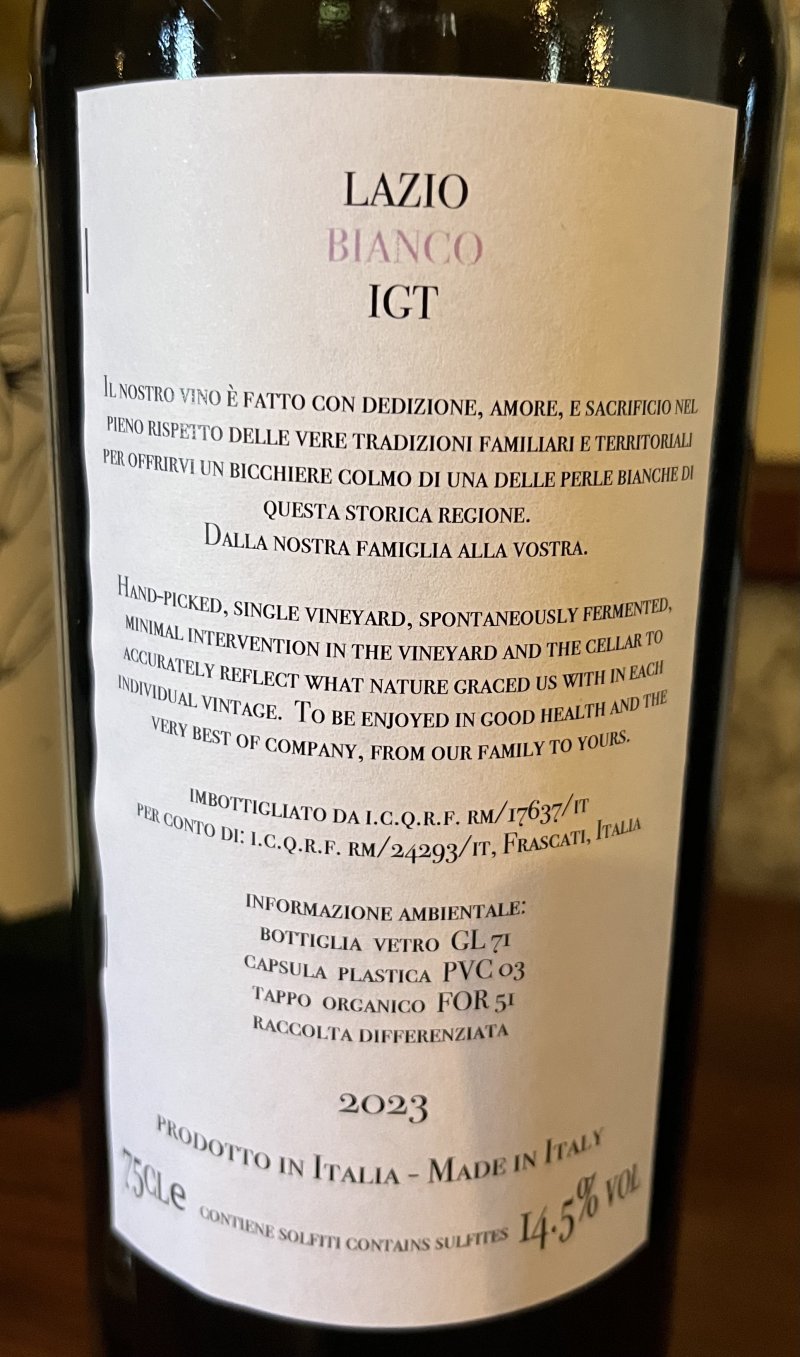 LAZIO
BIANCO
IGT
Il nostro vino è fatto con dedizione, amore, e sacrificio nel
pieno rispetto delle vere tradizioni familiari e territoriali
per offrirvi un bicchiere colmo di una delle perle bianche di
questa storica regione.
Dalla nostra famiglia alla vostra.
Hand-picked, single vineyard, spontaneously fermented,
minimal intervention in the vineyard and the cellar to
accurately reflect what nature graced us with in each
individual vintage. To be enjoyed in good health and the
very best of company, from our family to yours.
imbottigliato da i.c.q.r.f. rm/17637/it
per conto di: i.c.q.r.f. rm/24293/it, Frascati, Italia
informazione ambientale:
bottiglia vetro GL 71
capsula plastica PVC 03
tappo organico FOR 51
raccolta differenziata
2023
prodotto in Italia - Made in Italy
75cLe contiene solfiti contains sulfites 14.5% vol